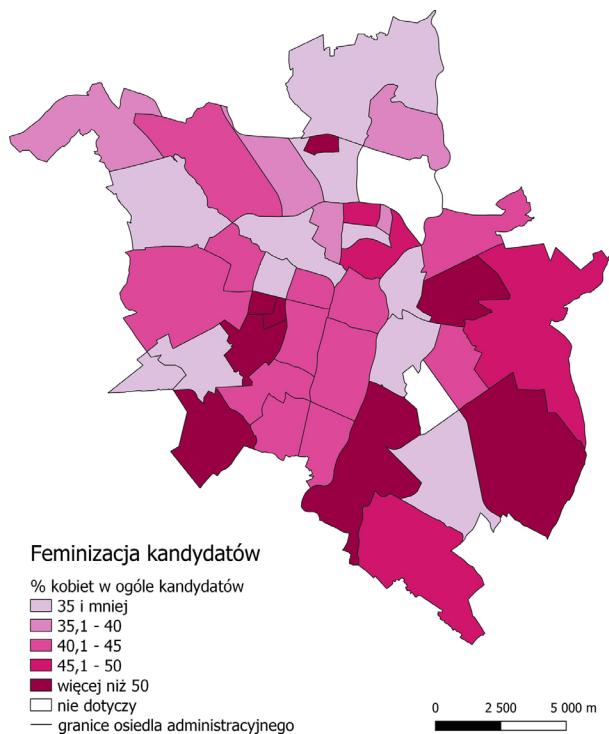 Feminizacja kandydatów
% kobiet w ogóle kandydatów
35 i mniej
35,1 - 40
40,1 - 45
45,1 - 50
więcej niż 50
nie dotyczy
granice osiedla administracyjnego
0 2 500 5 000 m